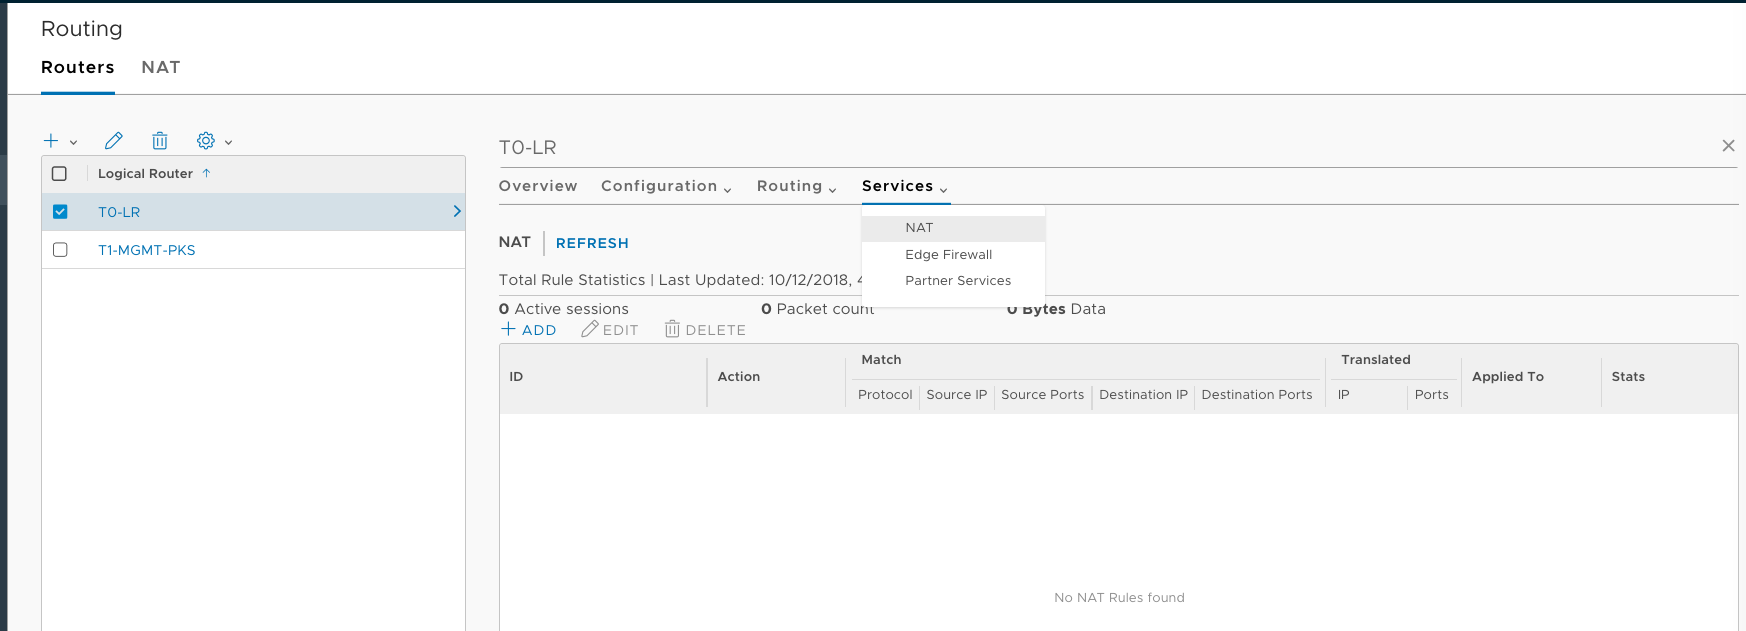 Routing
Routers NAT
Logical Router ↑
T0-LR
T1-MGMT-PKS
T0-LR
Overview Configuration Routing Services
NAT
Edge Firewall
Partner Services
NAT REFRESH
Total Rule Statistics | Last Updated: 10/12/2018,
0 Active sessions 0 Packet count 0 Bytes Data
ADD EDIT DELETE
ID Action Match Translated Applied To Stats
Protocol Source IP Source Ports Destination IP Destination Ports IP Ports
No NAT Rules found